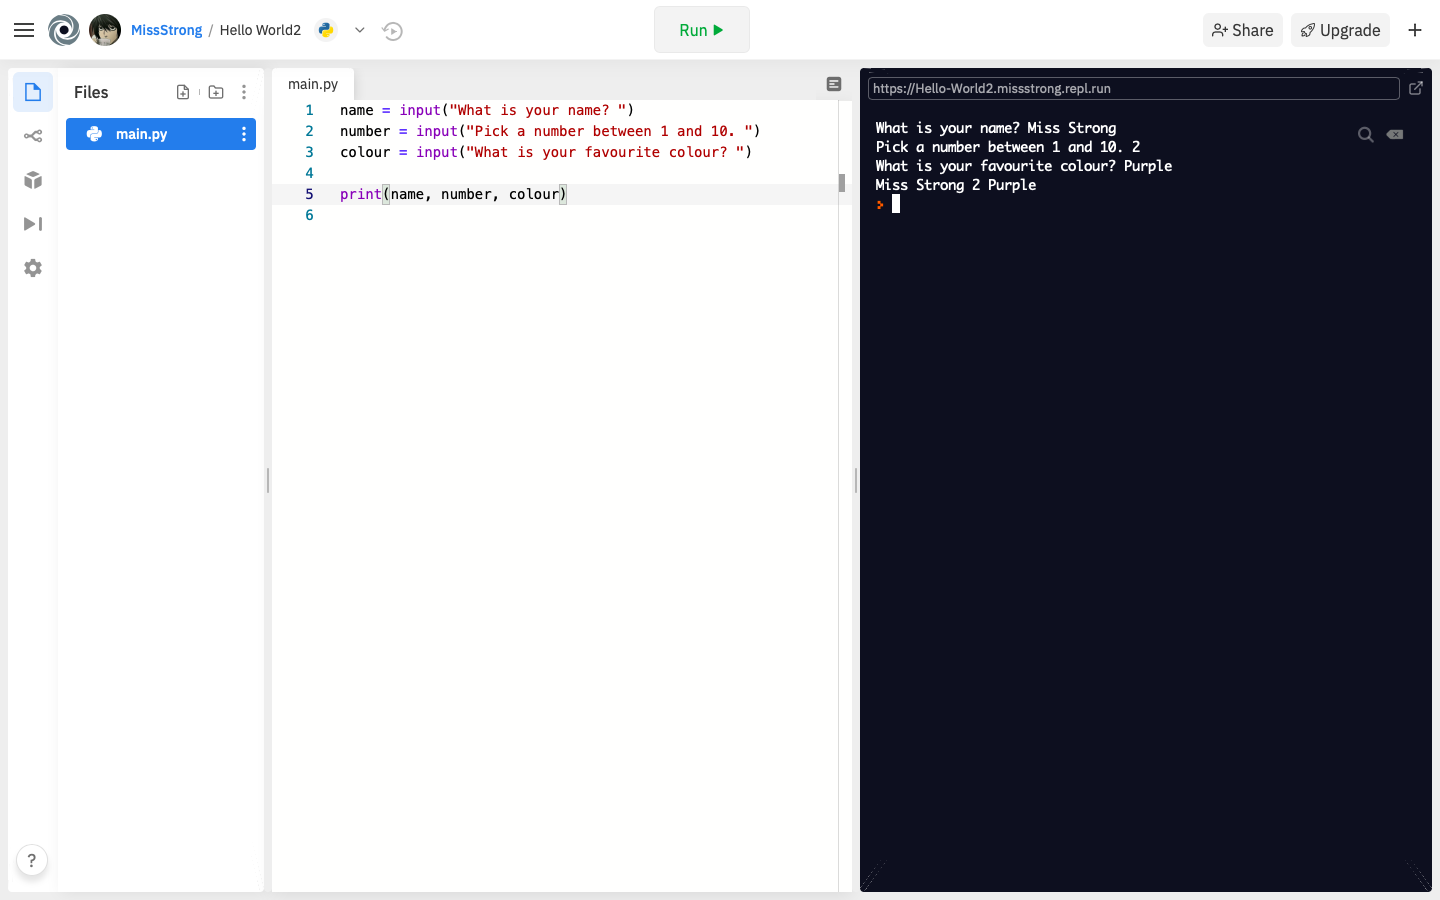 MissStrong / Hello World2
Run
Share
Upgrade
Files
main.py
main.py
1 name = input("What is your name? ")
2 number = input("Pick a number between 1 and 10. ")
3 colour = input("What is your favourite colour? ")
4
5 print(name, number, colour)
6
?
https://Hello-World2.missstrong.repl.run
What is your name? Miss Strong
Pick a number between 1 and 10. 2
What is your favourite colour? Purple
Miss Strong 2 Purple